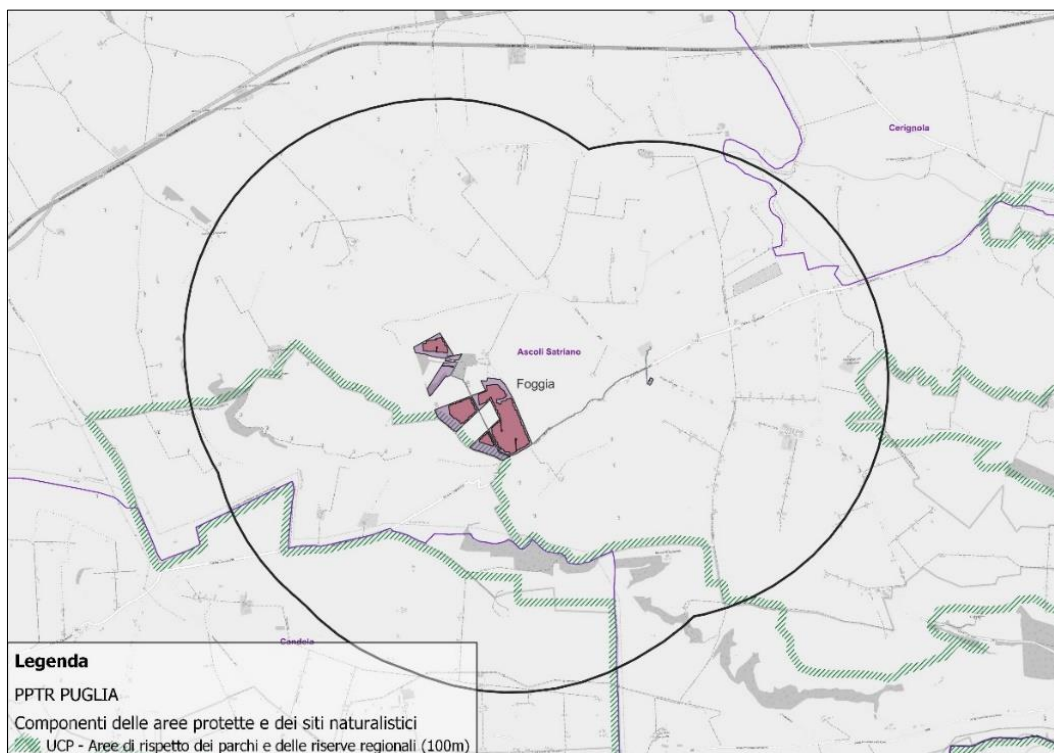 Cerignola
Ascoli Satriano
Foggia
Candela
Legenda
PPTR PUGLIA
Componenti delle aree protette e dei siti naturalistici
UCP - Aree di rispetto dei parchi e delle riserve regionali (100m)